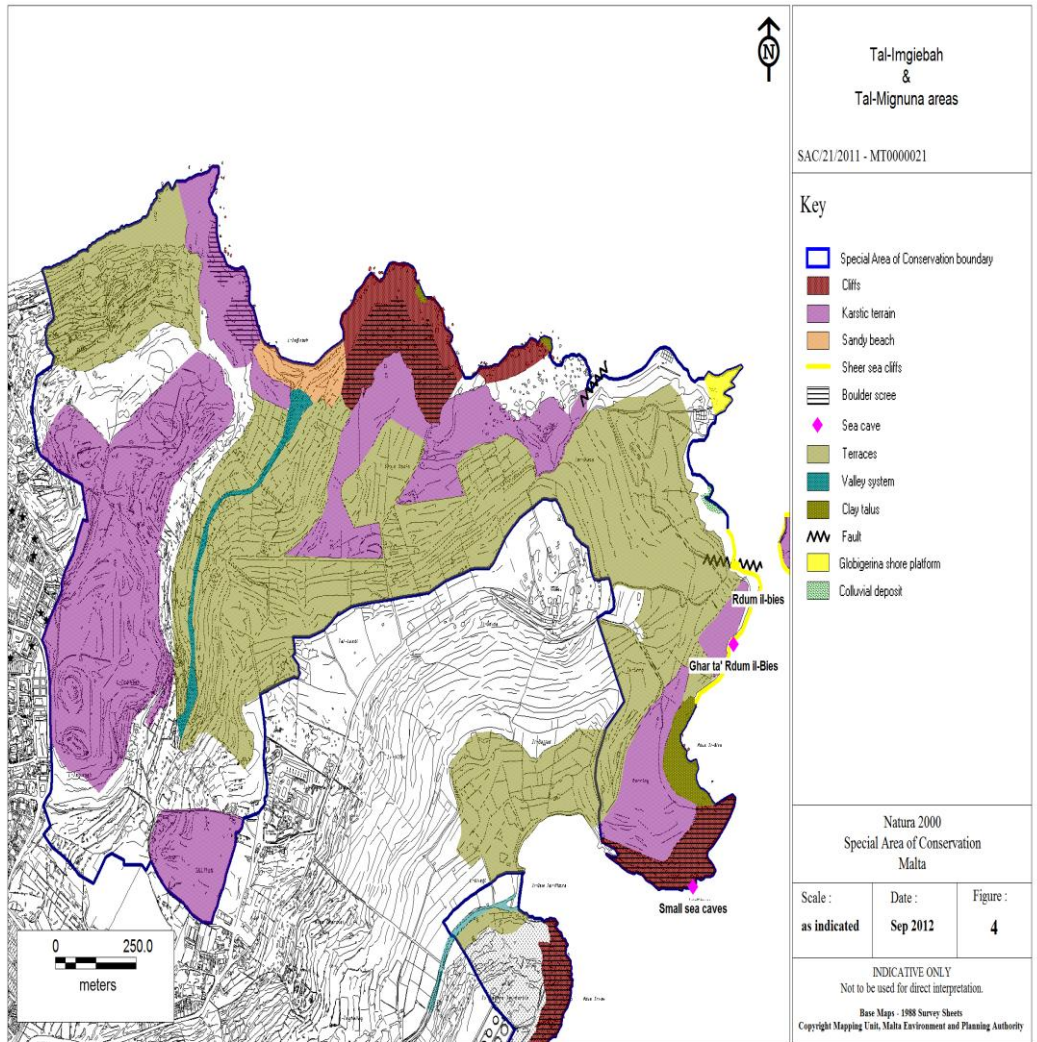 N
Tal-Imgiebah
&
Tal-Mignuna areas
SAC/21/2011 - MT0000021
Key
Special Area of Conservation boundary
Cliffs
Karstic terrain
Sandy beach
Sheer sea cliffs
Boulder scree
Sea cave
Terraces
Valley system
Clay talus
Fault
Globigerina shore platform
Colluvial deposit
Rdum il-bies
Ghar ta' Rdum il-Bies
Small sea caves
0 250.0
meters
Natura 2000
Special Area of Conservation
Malta
Scale :
as indicated
Date :
Sep 2012
Figure :
4
INDICATIVE ONLY
Not to be used for direct interpretation.
Base Maps - 1988 Survey Sheets
Copyright Mapping Unit, Malta Environment and Planning Authority